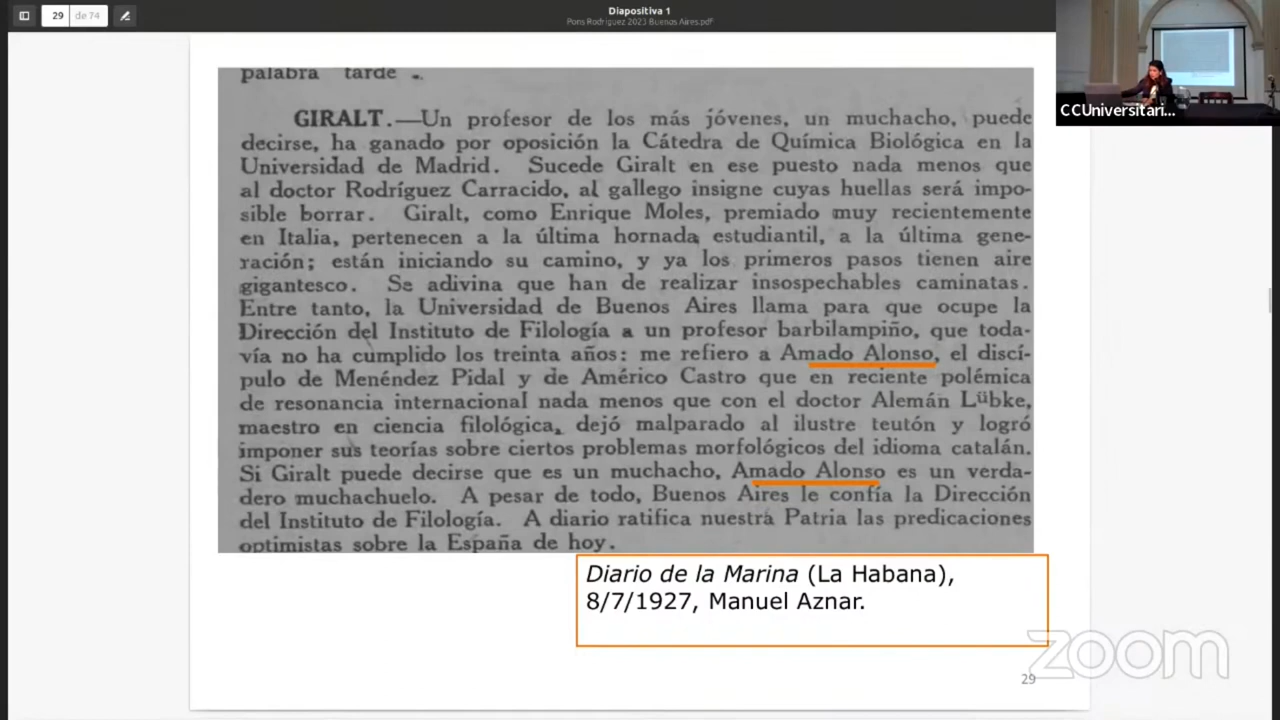 Diapositiva 1
29 de 74
Pons Rodríguez 2023 Buenos Aires.pdf
CCUniversitari...
palabra tarde .
GIRALT.—Un profesor de los más jóvenes, un muchacho, puede
decirse, ha ganado por oposición la Cátedra de Química Biológica en la
Universidad de Madrid. Sucede Giralt en ese puesto nada menos que
al doctor Rodríguez Carracido, al gallego insigne cuyas huellas será impo-
sible borrar. Giralt, como Enrique Moles, premiado muy recientemente
en Italia, pertenecen a la última hornada estudiantil, a la última gene-
ración; están iniciando su camino, y ya los primeros pasos tienen aire
gigantesco. Se adivina que han de realizar insospechables caminatas.
Entre tanto, la Universidad de Buenos Aires llama para que ocupe la
Dirección del Instituto de Filología a un profesor barbilampiño, que toda-
vía no ha cumplido los treinta años: me refiero a Amado Alonso, el discí-
pulo de Menéndez Pidal y de Américo Castro que en reciente polémica
de resonancia internacional nada menos que con el doctor Alemán Lübke,
maestro en ciencia filológica, dejó malparado al ilustre teutón y logró
imponer sus teorías sobre ciertos problemas morfológicos del idioma catalán.
Si Giralt puede decirse que es un muchacho, Amado Alonso es un verda-
dero muchachuelo. A pesar de todo, Buenos Aires le confía la Dirección
del Instituto de Filología. A diario ratifica nuestra Patria las predicaciones
optimistas sobre la España de hoy.
Diario de la Marina (La Habana),
8/7/1927, Manuel Aznar.
zoom
29